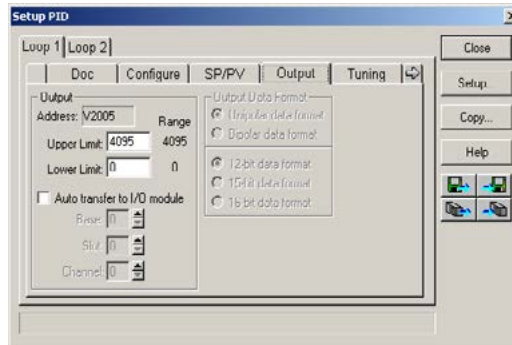 Setup PID
Loop 1 Loop 2
Doc Configure SP/PV Output Tuning
Output
Address: V2005 Range
Upper Limit: 4095 4095
Lower Limit: 0 0
Auto transfer to I/O module
Base: 0
Slot: 0
Channel: 0
Output Data Format
Unipolar data format
Bipolar data format
12-bit data format
15-bit data format
16-bit data format
Close
Setup...
Copy...
Help